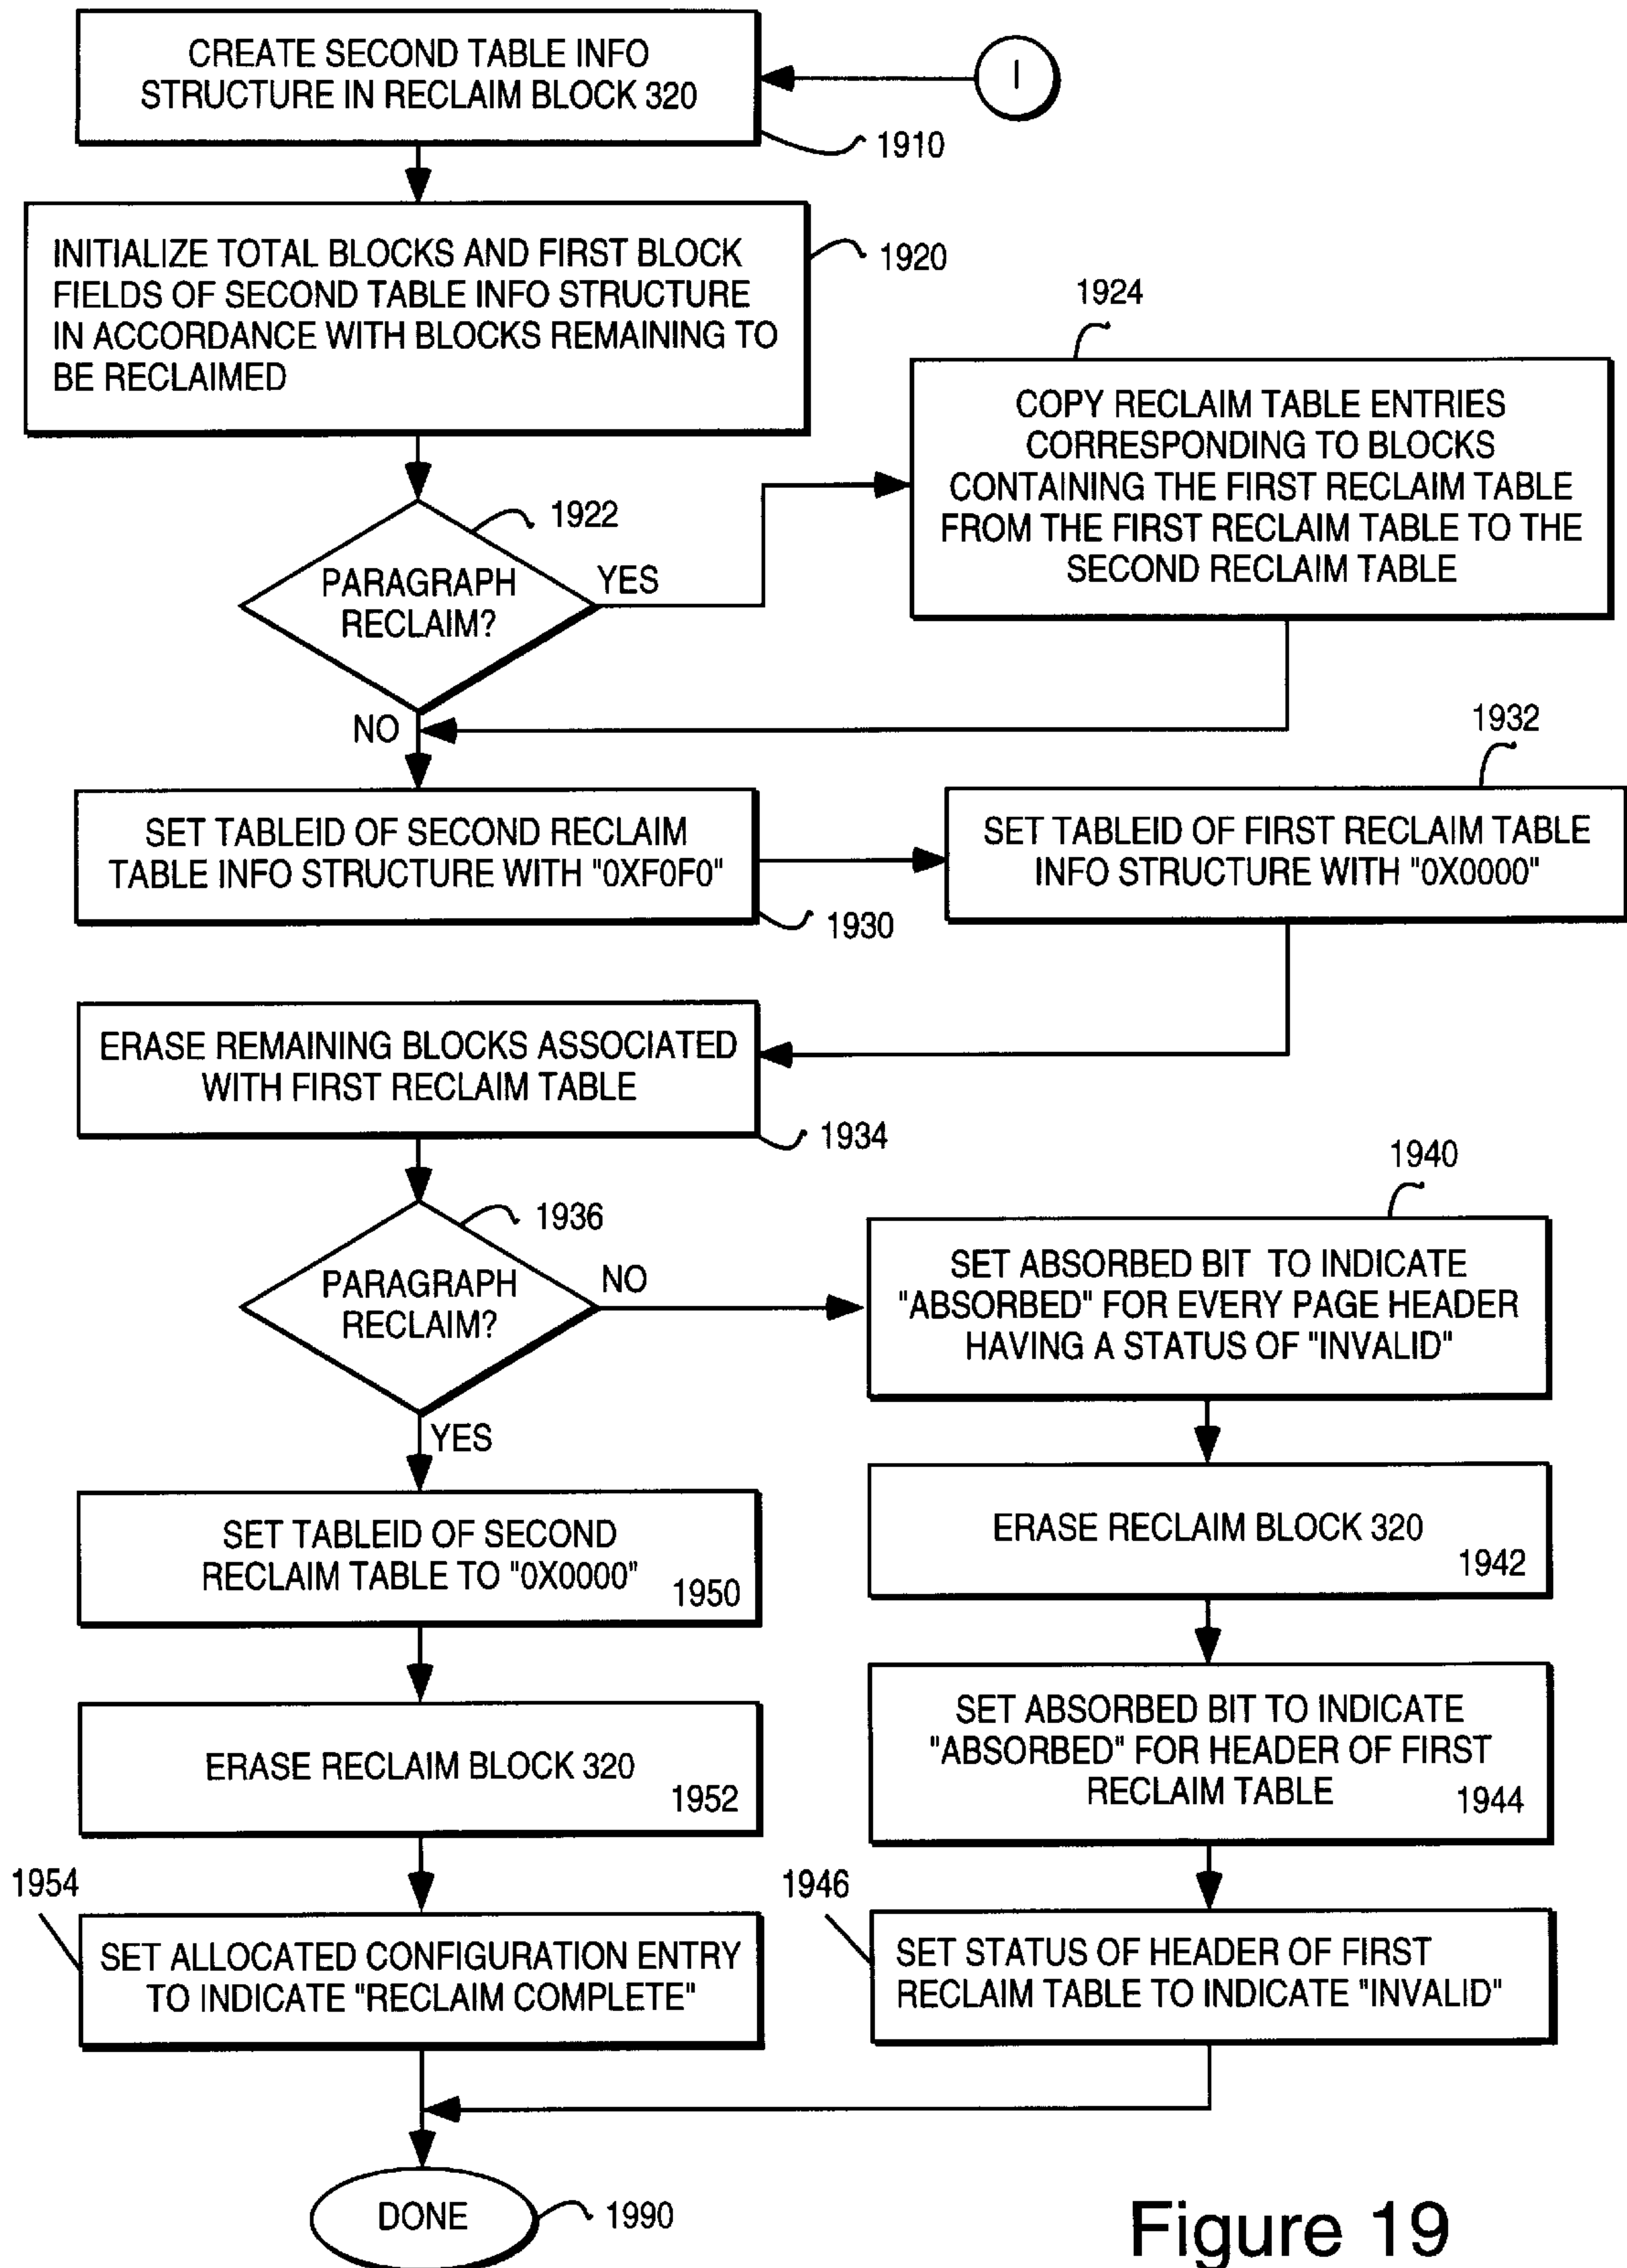 CREATE SECOND TABLE INFO
STRUCTURE IN RECLAIM BLOCK 320
I
1910
INITIALIZE TOTAL BLOCKS AND FIRST BLOCK
FIELDS OF SECOND TABLE INFO STRUCTURE
IN ACCORDANCE WITH BLOCKS REMAINING TO
BE RECLAIMED
1920
1924
COPY RECLAIM TABLE ENTRIES
CORRESPONDING TO BLOCKS
CONTAINING THE FIRST RECLAIM TABLE
FROM THE FIRST RECLAIM TABLE TO THE
SECOND RECLAIM TABLE
1922
PARAGRAPH
RECLAIM?
YES
NO
1932
SET TABLEID OF SECOND RECLAIM
TABLE INFO STRUCTURE WITH "0XF0F0"
1930
SET TABLEID OF FIRST RECLAIM TABLE
INFO STRUCTURE WITH "0X0000"
ERASE REMAINING BLOCKS ASSOCIATED
WITH FIRST RECLAIM TABLE
1934
1936
PARAGRAPH
RECLAIM?
NO
YES
1940
SET ABSORBED BIT TO INDICATE
"ABSORBED" FOR EVERY PAGE HEADER
HAVING A STATUS OF "INVALID"
SET TABLEID OF SECOND
RECLAIM TABLE TO "0X0000"
1950
ERASE RECLAIM BLOCK 320
1942
ERASE RECLAIM BLOCK 320
1952
SET ABSORBED BIT TO INDICATE
"ABSORBED" FOR HEADER OF FIRST
RECLAIM TABLE
1944
1954
SET ALLOCATED CONFIGURATION ENTRY
TO INDICATE "RECLAIM COMPLETE"
1946
SET STATUS OF HEADER OF FIRST
RECLAIM TABLE TO INDICATE "INVALID"
DONE
1990
Figure 19